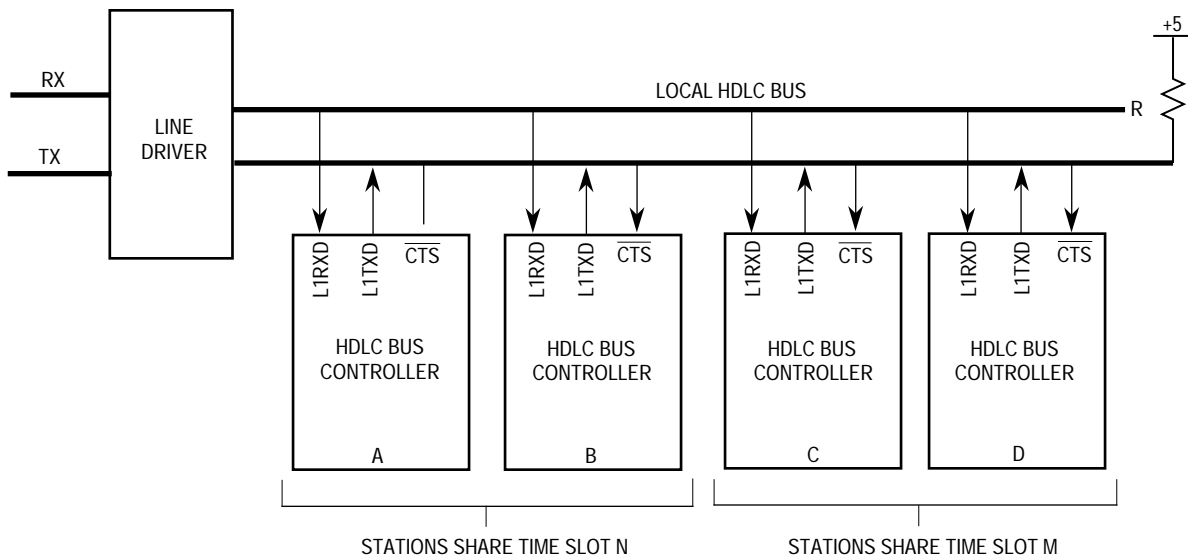 +5
RX
LOCAL HDLC BUS
R
LINE
DRIVER
TX
L1RXD
L1TXD
CTS
L1RXD
L1TXD
CTS
L1RXD
L1TXD
CTS
L1RXD
L1TXD
CTS
HDLC BUS
CONTROLLER
HDLC BUS
CONTROLLER
HDLC BUS
CONTROLLER
HDLC BUS
CONTROLLER
A
B
C
D
STATIONS SHARE TIME SLOT N
STATIONS SHARE TIME SLOT M